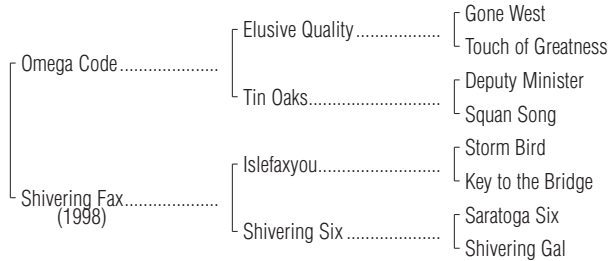 Gone West
Elusive Quality..................
Touch of Greatness
Omega Code.....................
Deputy Minister
Tin Oaks............................
Squan Song
Storm Bird
Islefaxyou..........................
Key to the Bridge
Shivering Fax....................
(1998)
Saratoga Six
Shivering Six ....................
Shivering Gal